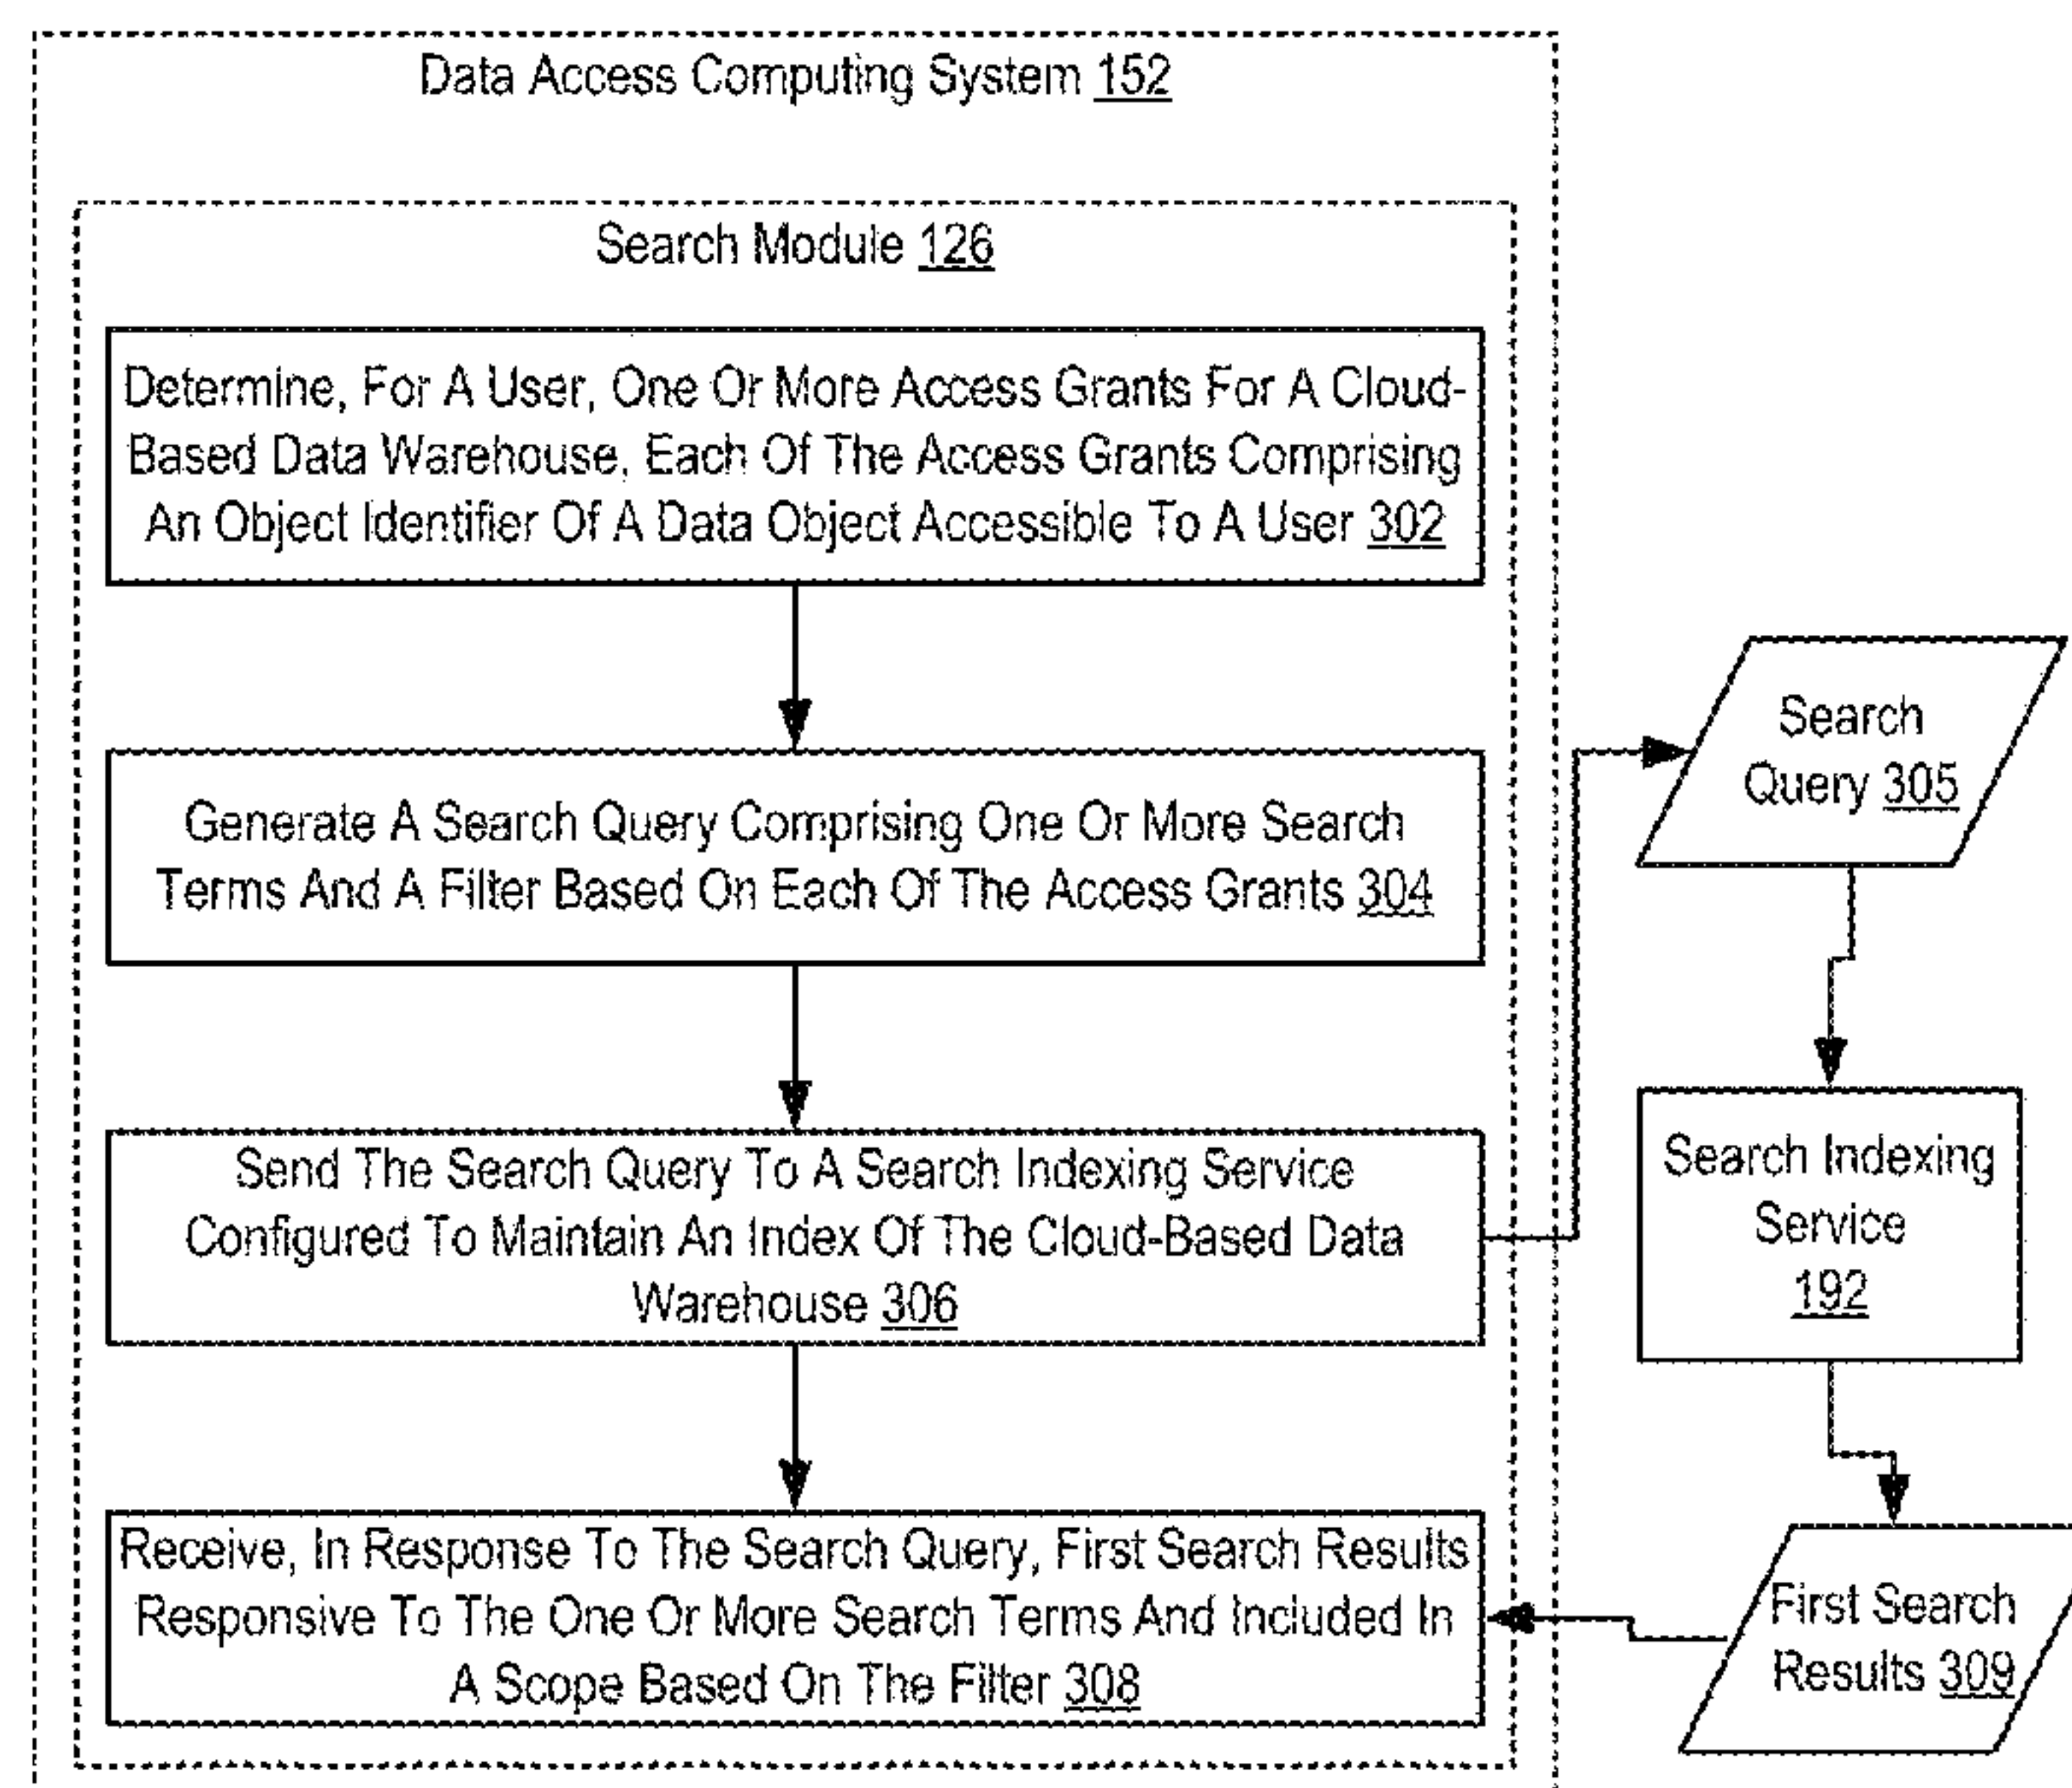 Data Access Computing System 152
Search Module 126
Determine, For A User, One Or More Access Grants For A Cloud-
Based Data Warehouse, Each Of The Access Grants Comprising
An Object Identifier Of A Data Object Accessible To A User 302
Generate A Search Query Comprising One Or More Search
Terms And A Filter Based On Each Of The Access Grants 304
Search
Query 305
Send The Search Query To A Search Indexing Service
Configured To Maintain An Index Of The Cloud-Based Data
Warehouse 306
Search Indexing
Service
192
Receive, In Response To The Search Query, First Search Results
Responsive To The One Or More Search Terms And Included In
A Scope Based On The Filter 308
First Search
Results 309